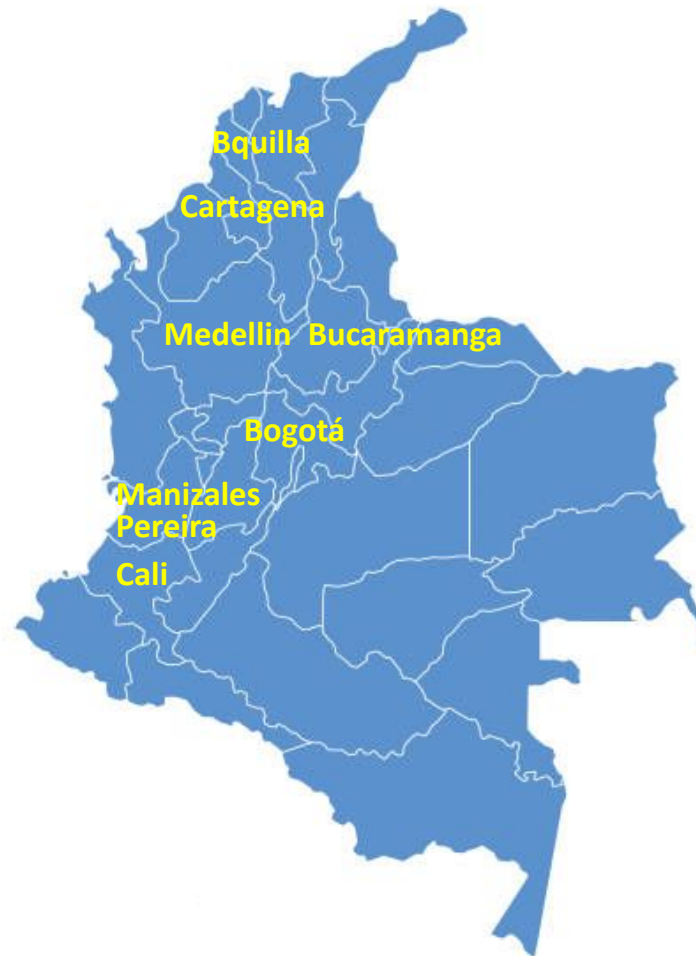 Bquilla
Cartagena
Medellin Bucaramanga
Bogotá
Manizales
Pereira
Cali